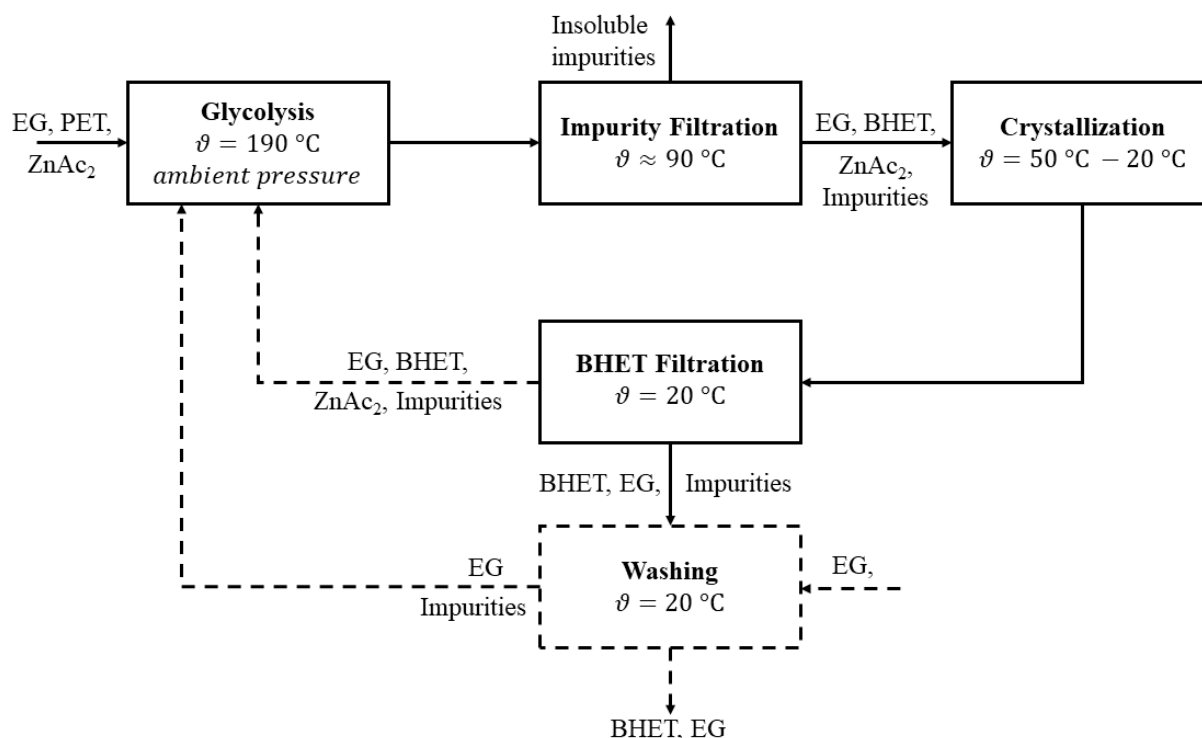 Insoluble
impurities
EG, PET,
ZnAc₂
Glycolysis
𝜗 = 190 °C
ambient pressure
Impurity Filtration
𝜗 ≈ 90 °C
EG, BHET,
ZnAc₂,
Impurities
Crystallization
𝜗 = 50 °C − 20 °C
EG, BHET,
ZnAc₂, Impurities
BHET Filtration
𝜗 = 20 °C
BHET, EG, Impurities
EG
Impurities
Washing
𝜗 = 20 °C
EG,
BHET, EG